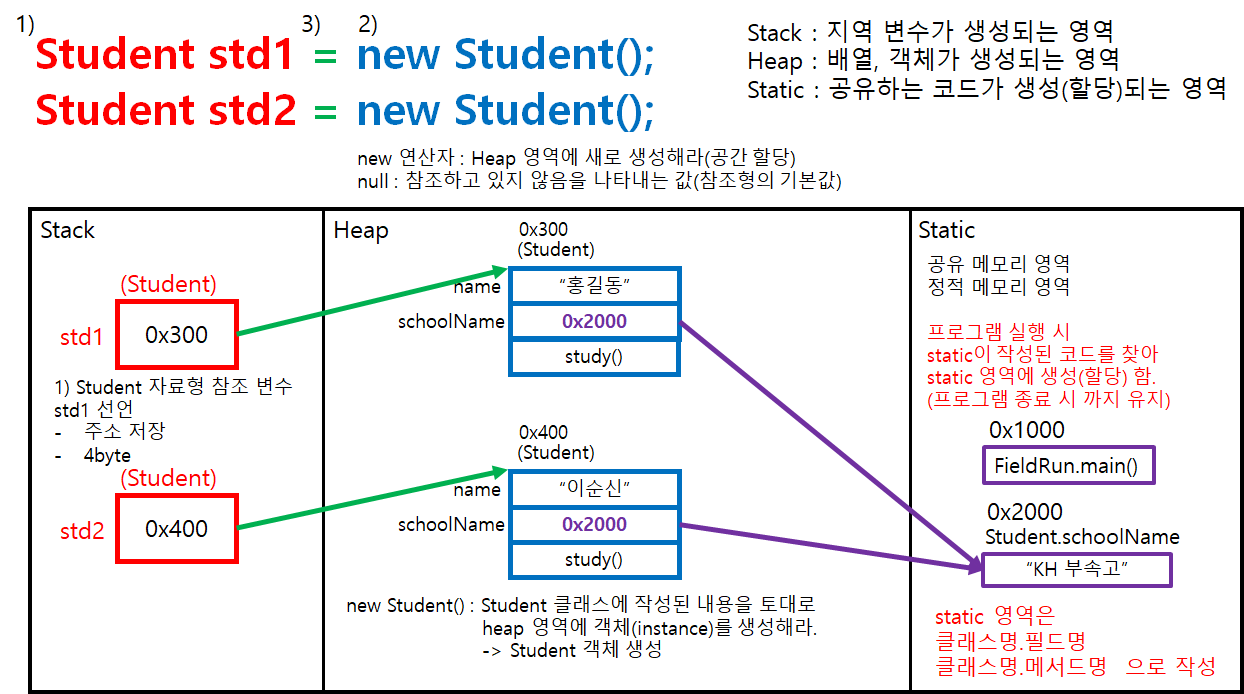 1) 3) 2)
Student std1 = new Student();
Student std2 = new Student();
Stack : 지역 변수가 생성되는 영역
Heap : 배열, 객체가 생성되는 영역
Static : 공유하는 코드가 생성(할당)되는 영역
new 연산자 : Heap 영역에 새로 생성해라(공간 할당)
null : 참조하고 있지 않음을 나타내는 값(참조형의 기본값)
Stack
(Student)
std1
0x300
1) Student 자료형 참조 변수
std1 선언
- 주소 저장
- 4byte
(Student)
std2
0x400
Heap
0x300
(Student)
name
“홍길동”
schoolName
0x2000
study()
0x400
(Student)
name
“이순신”
schoolName
0x2000
study()
new Student() : Student 클래스에 작성된 내용을 토대로
heap 영역에 객체(instance)를 생성해라.
-> Student 객체 생성
Static
공유 메모리 영역
정적 메모리 영역
프로그램 실행 시
static이 작성된 코드를 찾아
static 영역에 생성(할당) 함.
(프로그램 종료 시 까지 유지)
0x1000
FieldRun.main()
0x2000
Student.schoolName
“KH 부속고”
static 영역은
클래스명.필드명
클래스명.메서드명 으로 작성